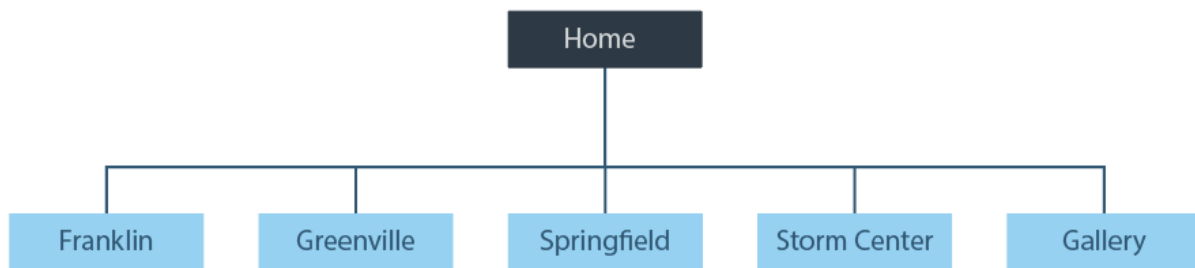 Home
Franklin
Greenville
Springfield
Storm Center
Gallery